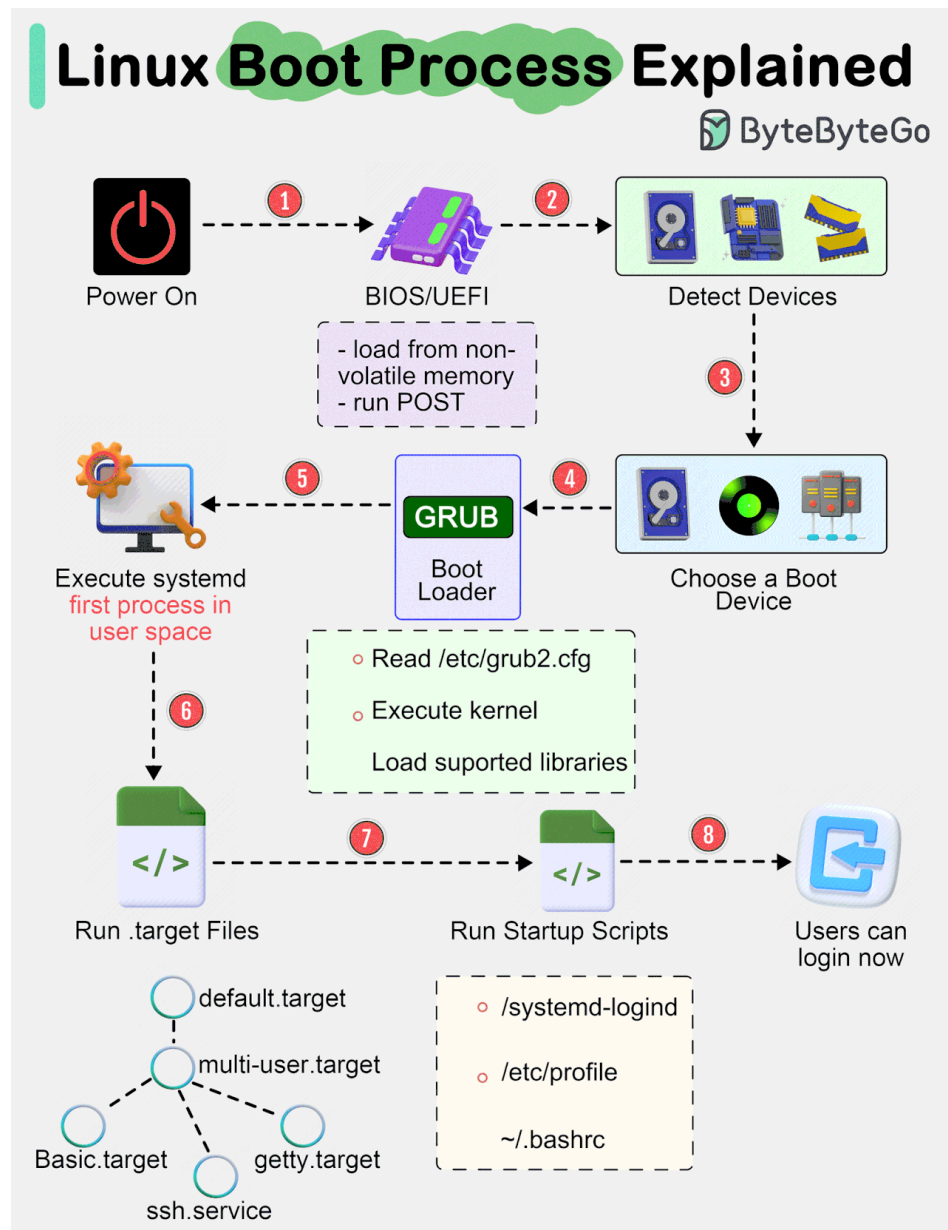 Linux Boot Process Explained
ByteByteGo
1
2
Power On
BIOS/UEFI
Detect Devices
- load from non-
volatile memory
- run POST
3
5
4
GRUB
Boot
Loader
Execute systemd
first process in
user space
Choose a Boot
Device
Read /etc/grub2.cfg
Execute kernel
Load suported libraries
6
7
8
</>
</>
Run .target Files
Run Startup Scripts
Users can
login now
default.target
multi-user.target
Basic.target
getty.target
ssh.service
/systemd-logind
/etc/profile
~/.bashrc